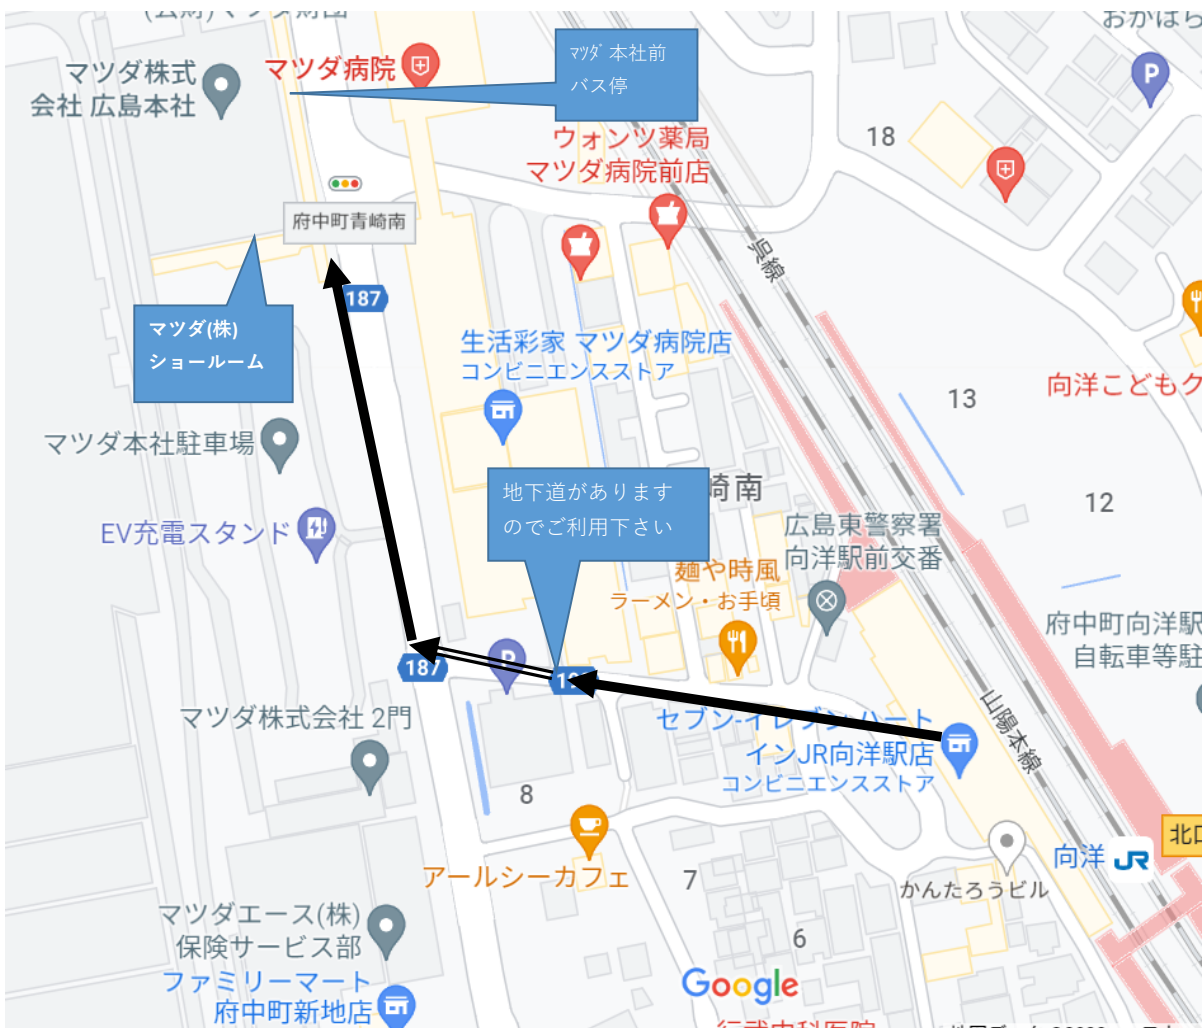 マツダ株式
会社 広島本社
マツダ病院
ﾏﾂﾀﾞ本社前
バス停
ウォンツ薬局
マツダ病院前店
18
P
府中町青崎南
呉線
187
マツダ(株)
ショールーム
生活彩家 マツダ病院店
コンビニエンスストア
向洋こどもク
13
マツダ本社駐車場
12
地下道があります
のでご利用下さい
崎南
EV充電スタンド
広島東警察署
向洋駅前交番
麺や時風
ラーメン・お手頃
府中町向洋駅
自転車等駐
P
187
19
山陽本線
マツダ株式会社 2門
セブン-イレブン ハート
インJR向洋駅店
コンビニエンスストア
8
アールシーカフェ
北口
向洋 JR
かんたろうビル
7
マツダエース(株)
保険サービス部
6
ファミリーマート
府中町新地店
Google